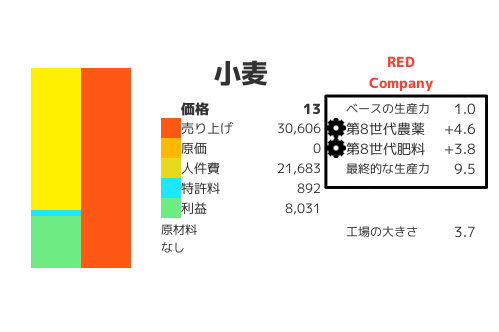 小麦
価格 13
売り上げ 30,606
原価 0
人件費 21,683
特許料 892
利益 8,031
原材料
なし
RED
Company
ベースの生産力 1.0
第8世代農薬 +4.6
第8世代肥料 +3.8
最終的な生産力 9.5
工場の大きさ 3.7